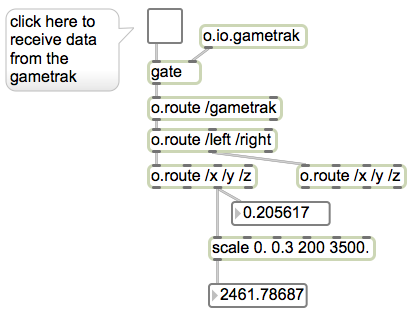 click here to
receive data
from the
gametrak
o.io.gametrak
gate
o.route /gametrak
o.route /left /right
o.route /x /y /z
o.route /x /y /z
0.205617
scale 0. 0.3 200 3500.
2461.78687